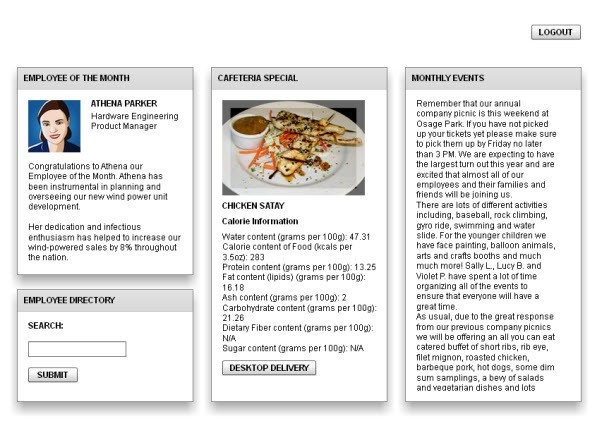 LOGOUT
EMPLOYEE OF THE MONTH
ATHENA PARKER
Hardware Engineering
Product Manager
Congratulations to Athena our
Employee of the Month. Athena has
been instrumental in planning and
overseeing our new wind power unit
development.
Her dedication and infectious
enthusiasm has helped to increase our
wind-powered sales by 8% throughout
the nation.
EMPLOYEE DIRECTORY
SEARCH:
SUBMIT
CAFETERIA SPECIAL
CHICKEN SATAY
Calorie Information
Water content (grams per 100g): 47.31
Calorie content of Food (kcals per
3.5oz): 283
Protein content (grams per 100g): 13.25
Fat content (lipids) (grams per 100g):
16.18
Ash content (grams per 100g): 2
Carbohydrate content (grams per 100g):
21.26
Dietary Fiber content (grams per 100g):
N/A
Sugar content (grams per 100g): N/A
DESKTOP DELIVERY
MONTHLY EVENTS
Remember that our annual
company picnic is this weekend at
Osage Park. If you have not picked
up your tickets yet please make sure
to pick them up by Friday no later
than 3 PM. We are expecting to have
the largest turn out this year and are
excited that almost all of our
employees and their families and
friends will be joining us.
There are lots of different activities
including, baseball, rock climbing,
gyro ride, swimming and water
slide. For the younger children we
have face painting, balloon animals,
arts and crafts booths and much
much more! Sally L., Lucy B. and
Violet P. have spent a lot of time
organizing all of the events to
ensure that everyone will have a
great time.
As usual, due to the great response
from our previous company picnics
we will be offering an all you can eat
catered buffet of short ribs, rib eye,
filet mignon, roasted chicken,
barbeque pork, hot dogs, some dim
sum samplings, a bevy of salads
and vegetarian dishes and lots